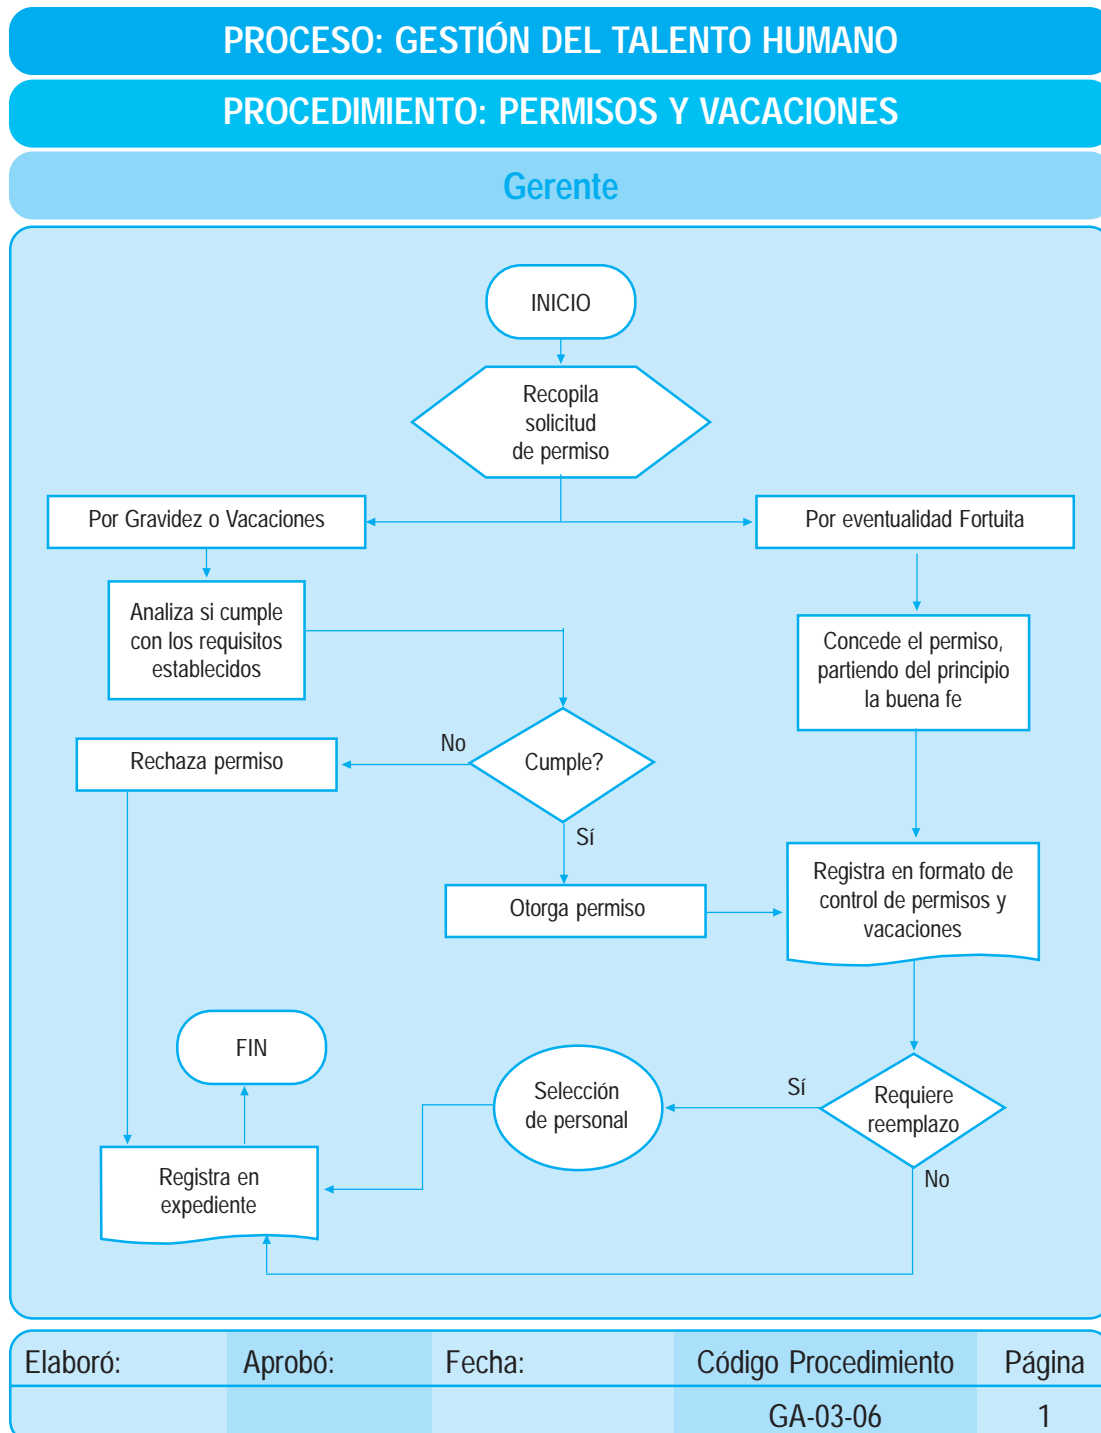 PROCESO: GESTIÓN DEL TALENTO HUMANO
PROCEDIMIENTO: PERMISOS Y VACACIONES
Gerente
INICIO
Recopila
solicitud
de permiso
Por Gravidez o Vacaciones
Por eventualidad Fortuita
Analiza si cumple
con los requisitos
establecidos
Concede el permiso,
partiendo del principio
la buena fe
Rechaza permiso
No
Cumple?
Sí
Otorga permiso
Registra en formato de
control de permisos y
vacaciones
FIN
Selección
de personal
Sí
Requiere
reemplazo
No
Registra en
expediente
Elaboró:
Aprobó:
Fecha:
Código Procedimiento
Página
GA-03-06
1